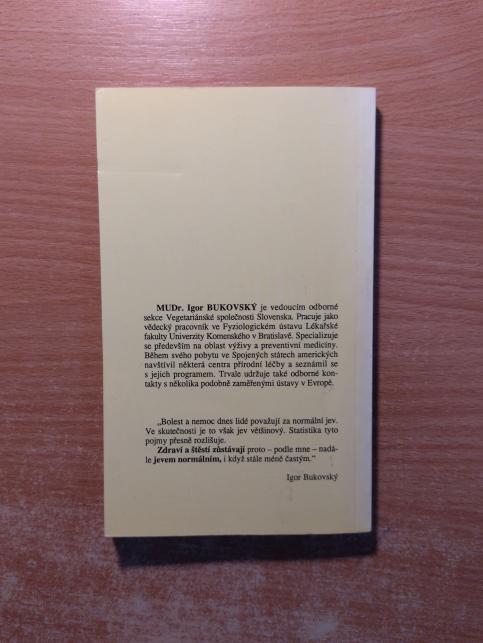 MUDr. Igor BUKOVSKÝ je vedoucím odborné
sekce Vegetariánské společnosti Slovenska. Pracuje jako
vědecký pracovník ve Fyziologickém ústavu Lékařské
fakulty Univerzity Komenského v Bratislavě. Specializuje
se především na oblast výživy a preventivní medicíny.
Během svého pobytu ve Spojených státech amerických
navštívil některá centra přírodní léčby a seznámil se
s jejich programem. Trvale udržuje také odborné kon-
takty s několika podobně zaměřenými ústavy v Evropě.
„Bolest a nemoc dnes lidé považují za normální jev.
Ve skutečnosti je to však jev většinový. Statistika tyto
pojmy přesně rozlišuje.
Zdraví a štěstí zůstávají proto – podle mne – nadá-
le jevem normálním, i když stále méně častým.“
Igor Bukovský